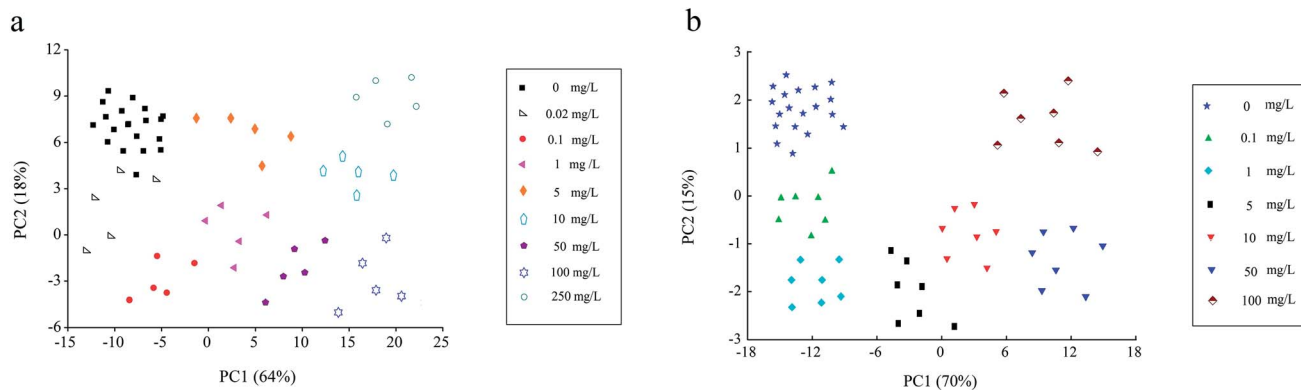 a
12
9
6
3
0
-3
-6
PC2 (18%)
-15
-10
-5
0
5
10
15
20
25
PC1 (64%)
0 mg/L
0.02 mg/L
0.1 mg/L
1 mg /L
5 mg/L
10 mg/L
50 mg/L
100 mg/L
250 mg/L
b
3
2
1
0
-1
-2
-3
PC2 (15%)
-18
-12
-6
0
6
12
18
PC1 (70%)
0 mg/L
0.1 mg/L
1 mg/L
5 mg/L
10 mg/L
50 mg/L
100 mg/L